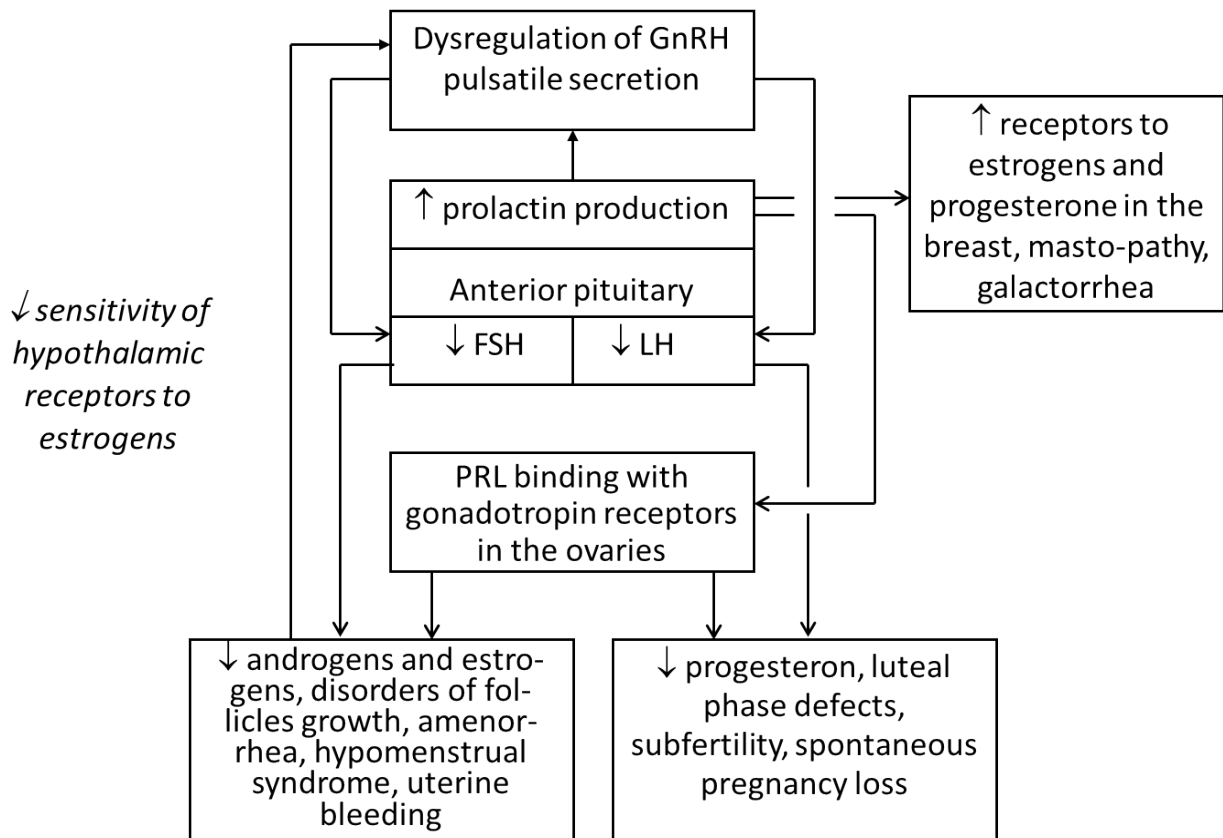 Dysregulation of GnRH
pulsatile secretion
↑ receptors to
estrogens and
progesterone in the
breast, masto-pathy,
galactorrhea
↑ prolactin production
Anterior pituitary
↓ FSH
↓ LH
↓ sensitivity of
hypothalamic
receptors to
estrogens
PRL binding with
gonadotropin receptors
in the ovaries
↓ androgens and estro-
gens, disorders of fol-
licles growth, amenor-
rhea, hypomenstrual
syndrome, uterine
bleeding
↓ progesteron, luteal
phase defects,
subfertility, spontaneous
pregnancy loss